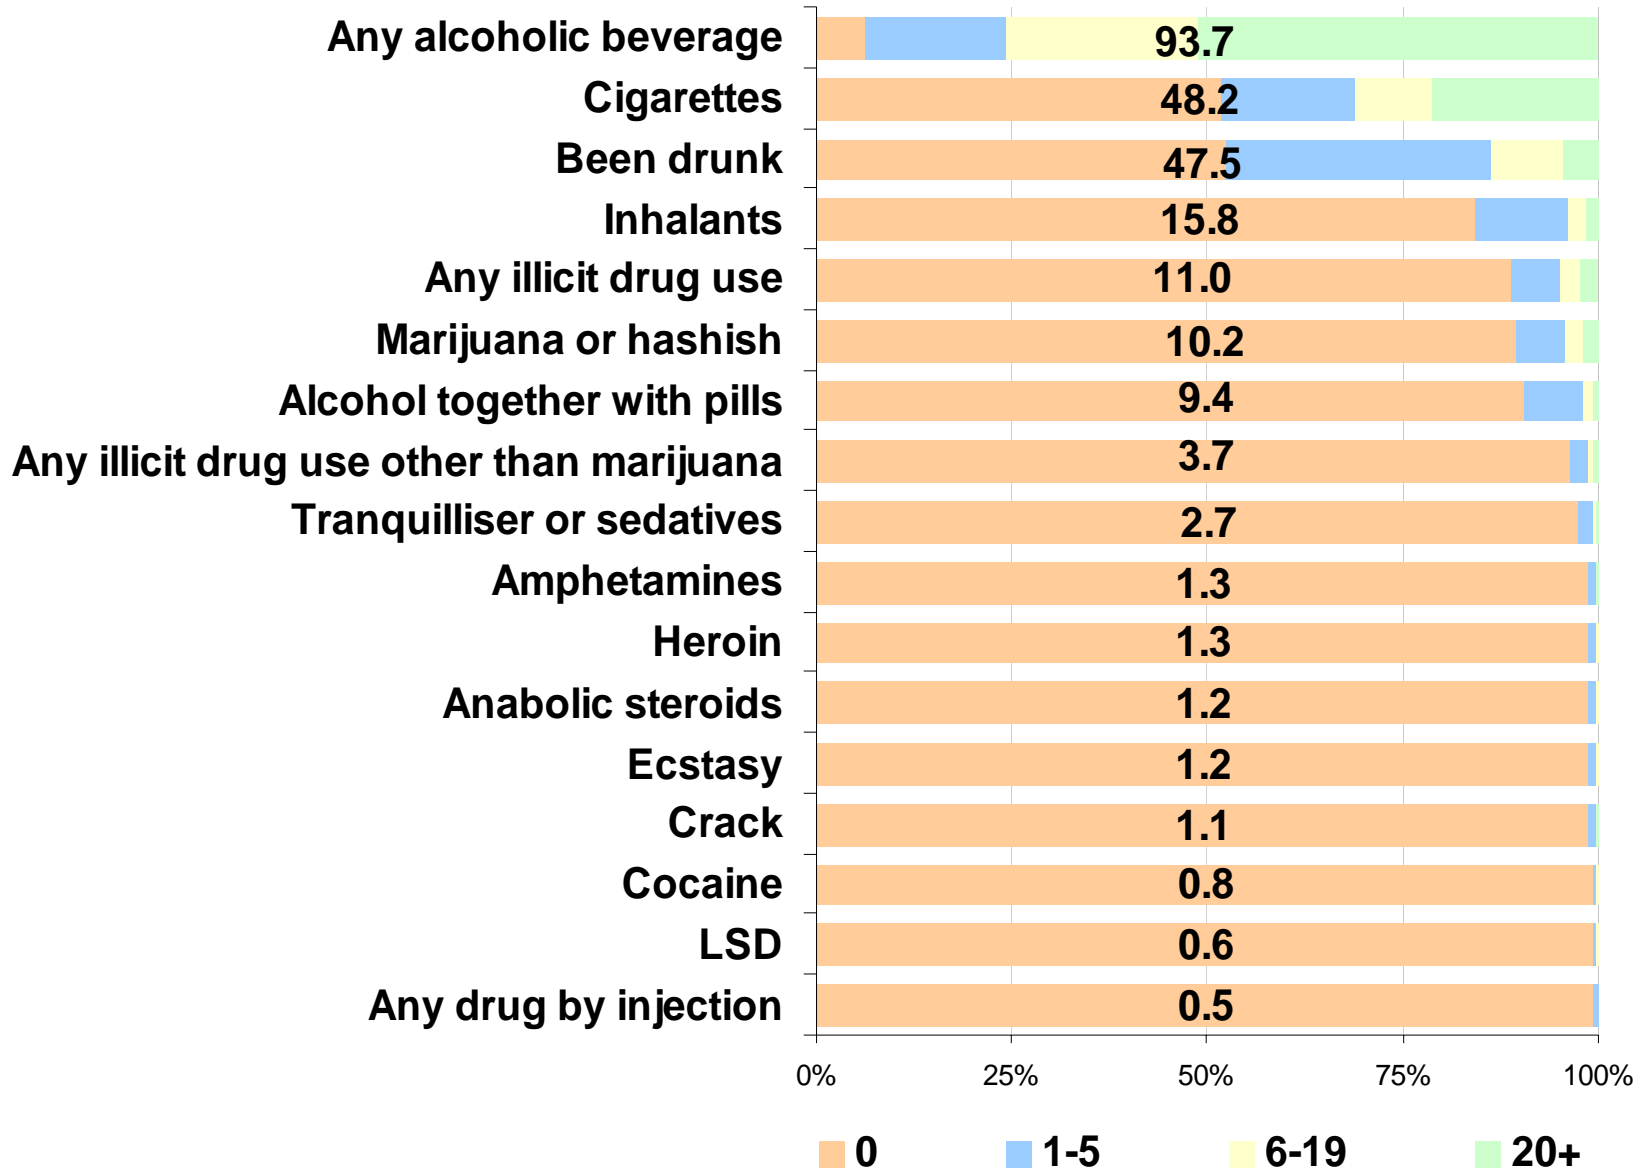 Any alcoholic beverage 93.7
Cigarettes 48.2
Been drunk 47.5
Inhalants 15.8
Any illicit drug use 11.0
Marijuana or hashish 10.2
Alcohol together with pills 9.4
Any illicit drug use other than marijuana 3.7
Tranquilliser or sedatives 2.7
Amphetamines 1.3
Heroin 1.3
Anabolic steroids 1.2
Ecstasy 1.2
Crack 1.1
Cocaine 0.8
LSD 0.6
Any drug by injection 0.5
0% 25% 50% 75% 100%
0 1-5 6-19 20+